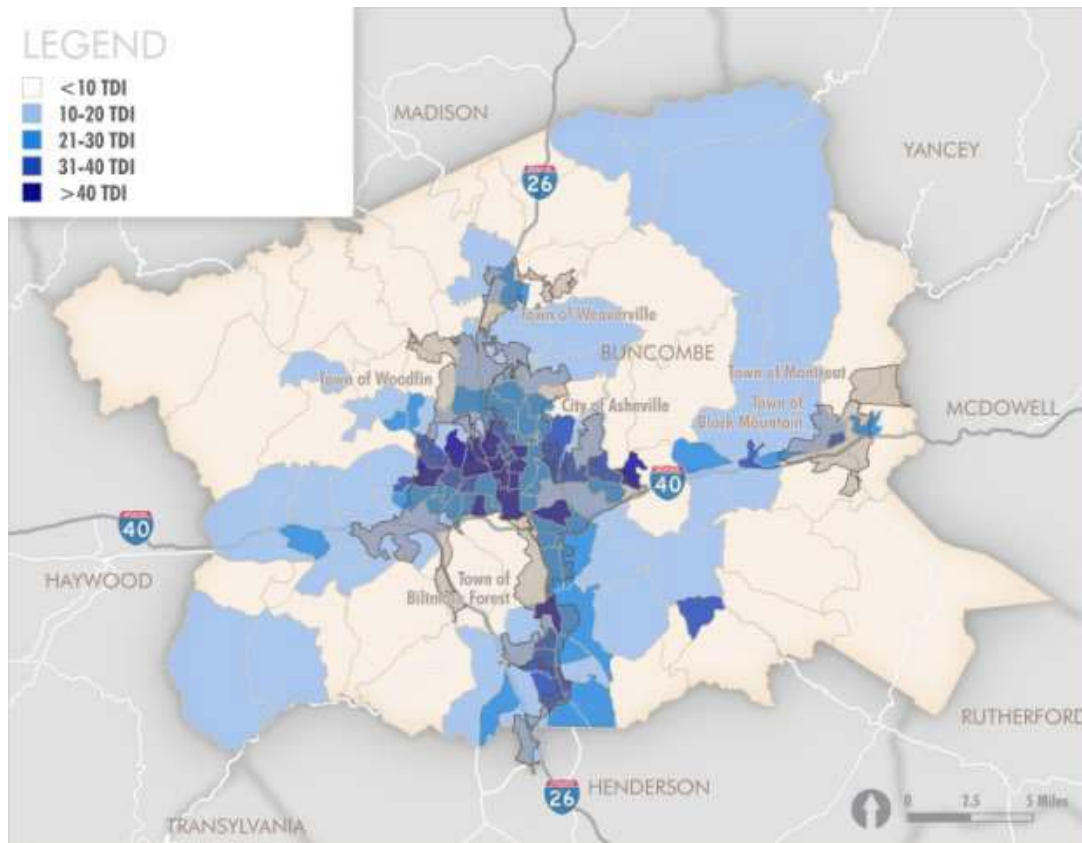 LEGEND
<10 TDI
10-20 TDI
21-30 TDI
31-40 TDI
>40 TDI
MADISON
YANCEY
26
Town of Weaverville
BUNCOMBE
Town of Woodfin
Town of Montreat
City of Asheville
Town of
Black Mountain
MCDOWELL
40
40
HAYWOOD
Town of
Biltmore Forest
RUTHERFORD
HENDERSON
26
TRANSYLVANIA
0 2.5 5 Miles